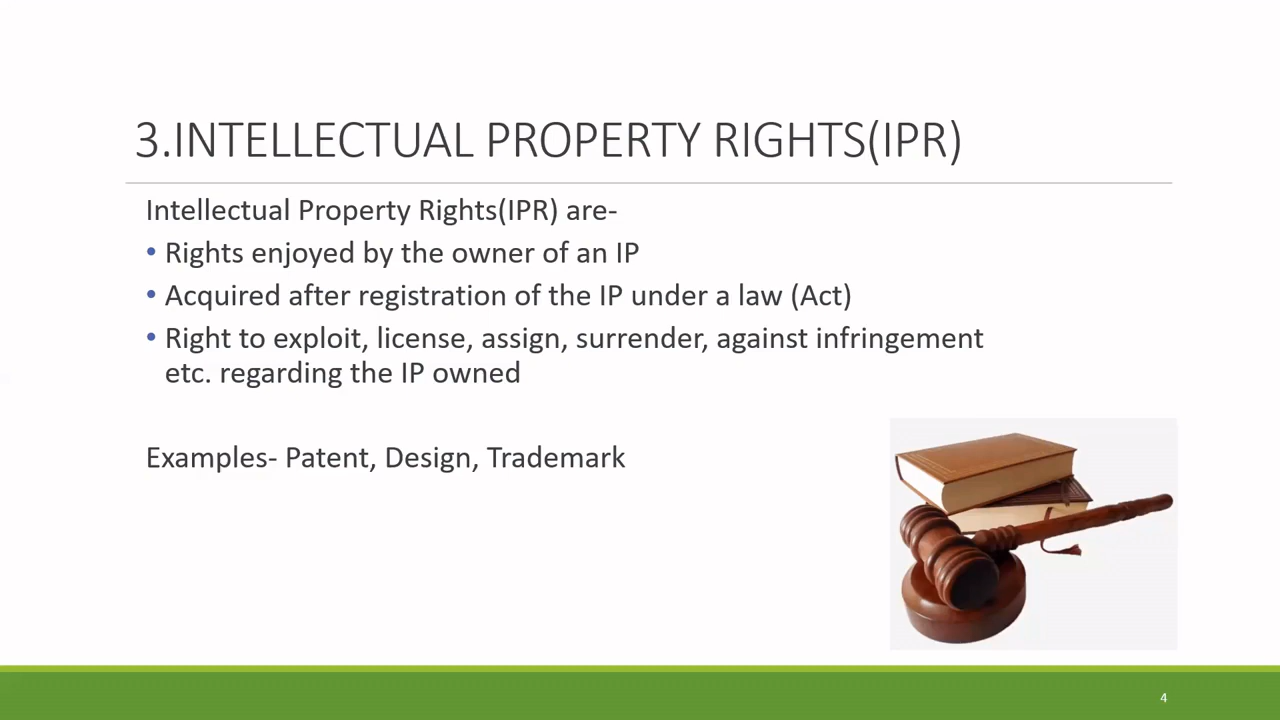 3.INTELLECTUAL PROPERTY RIGHTS(IPR)
Intellectual Property Rights(IPR) are-
• Rights enjoyed by the owner of an IP
• Acquired after registration of the IP under a law (Act)
• Right to exploit, license, assign, surrender, against infringement
etc. regarding the IP owned
Examples- Patent, Design, Trademark
4